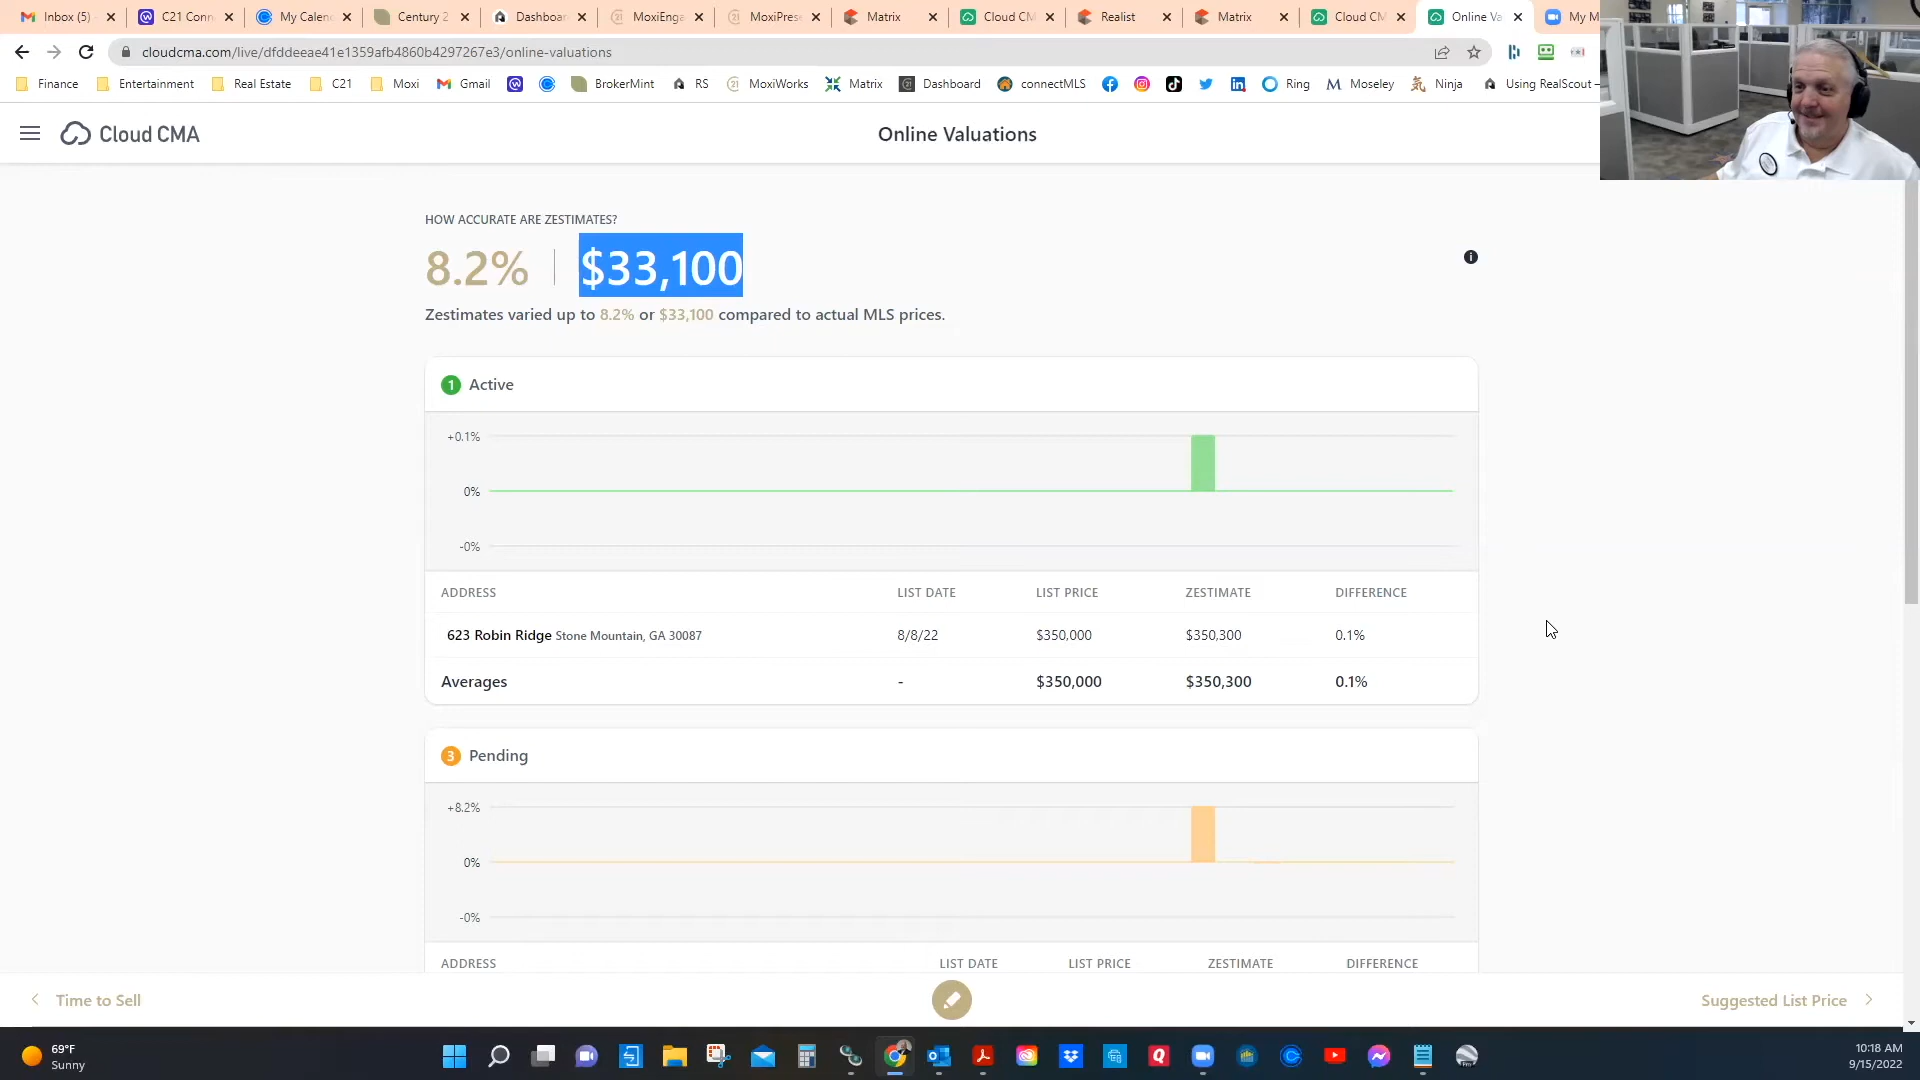 Inbox (5)
C21 Conn
My Calen
Century 2
Dashboar
MoxiEnga
MoxiPres
Matrix
Cloud CM
Realist
Matrix
Cloud CM
Online Va
My M
cloudcma.com/live/dfddeeae41e1359afb4860b4297267e3/online-valuations
Finance
Entertainment
Real Estate
C21
Moxi
Gmail
BrokerMint
RS
MoxiWorks
Matrix
Dashboard
connectMLS
Ring
Moseley
Ninja
Using RealScout –
Cloud CMA
Online Valuations
HOW ACCURATE ARE ZESTIMATES?
8.2% | $33,100
Zestimates varied up to 8.2% or $33,100 compared to actual MLS prices.
1 Active
+0.1%
0%
-0%
ADDRESS LIST DATE LIST PRICE ZESTIMATE DIFFERENCE
623 Robin Ridge Stone Mountain, GA 30087 8/8/22 $350,000 $350,300 0.1%
Averages - $350,000 $350,300 0.1%
3 Pending
+8.2%
0%
-0%
ADDRESS LIST DATE LIST PRICE ZESTIMATE DIFFERENCE
Time to Sell
Suggested List Price
69°F
Sunny
10:18 AM
9/15/2022